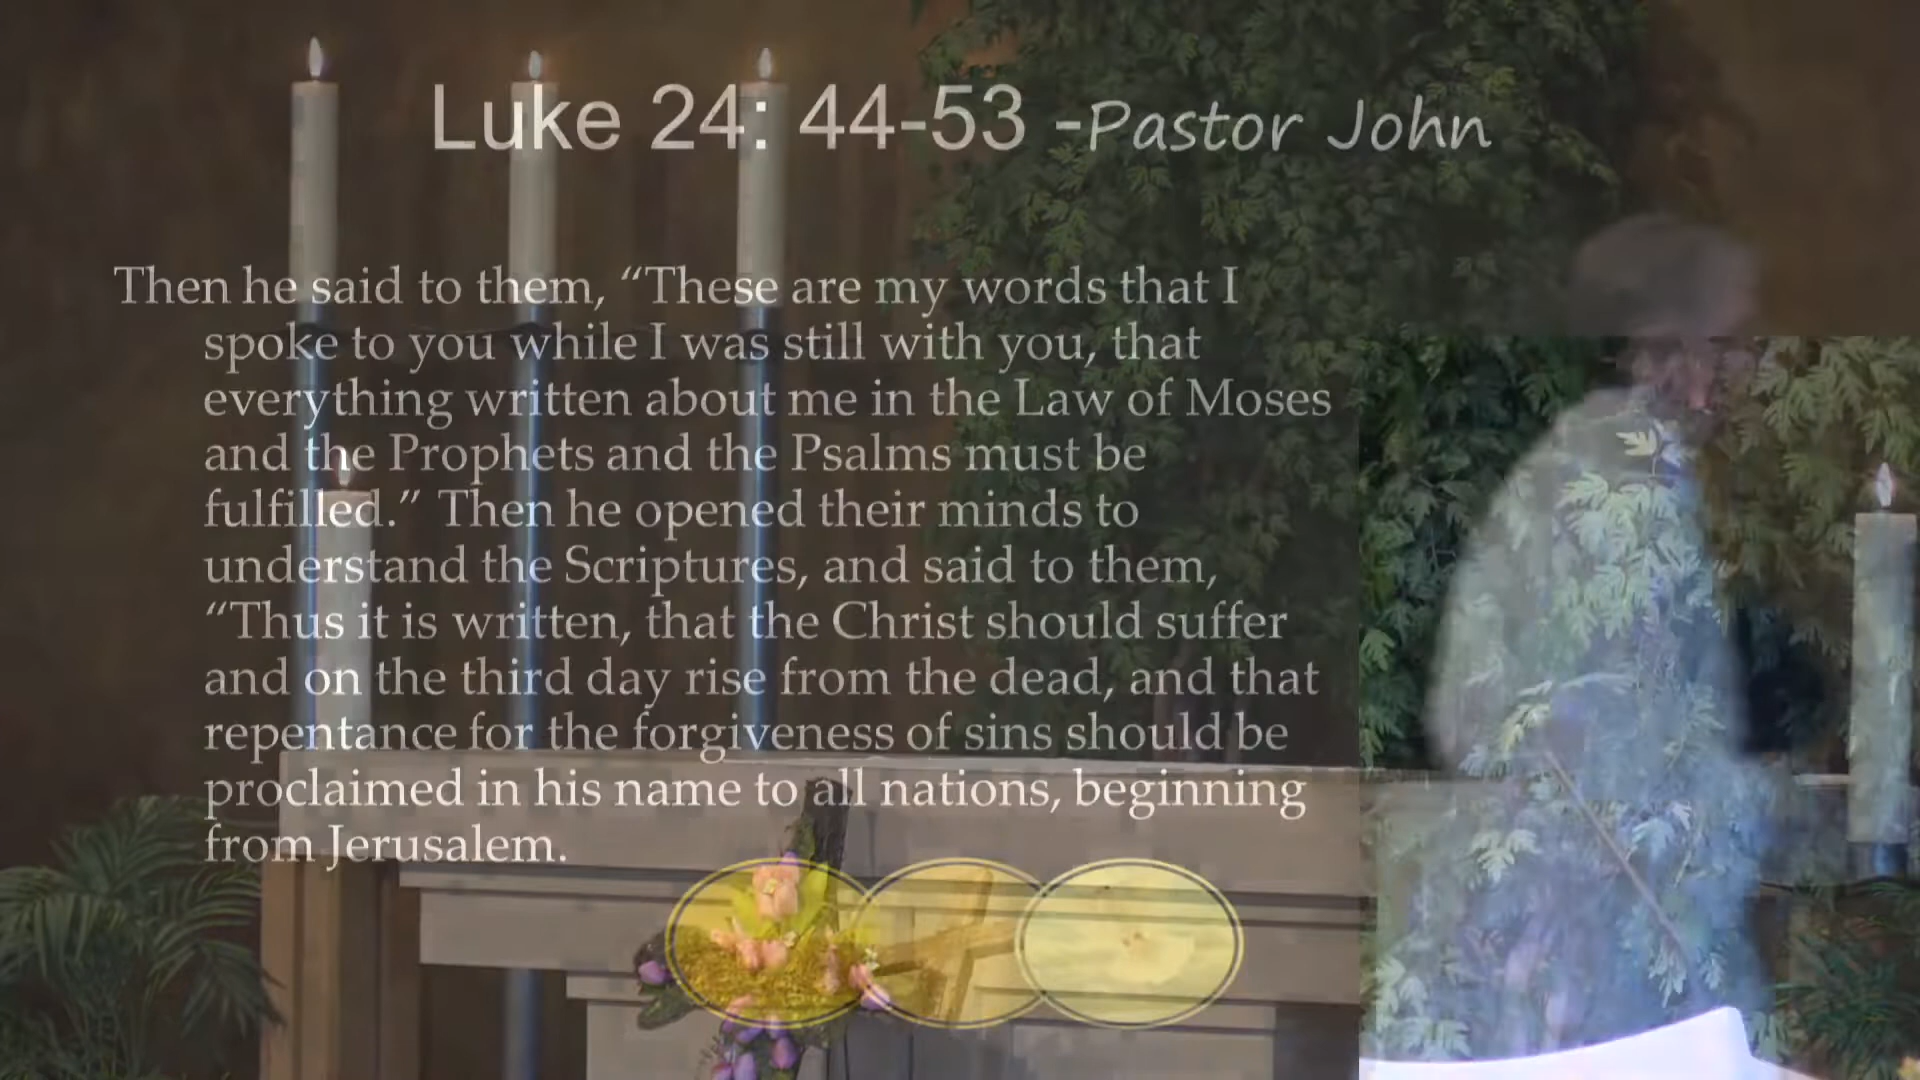 Luke 24: 44-53 -Pastor John
Then he said to them, “These are my words that I
spoke to you while I was still with you, that
everything written about me in the Law of Moses
and the Prophets and the Psalms must be
fulfilled.” Then he opened their minds to
understand the Scriptures, and said to them,
“Thus it is written, that the Christ should suffer
and on the third day rise from the dead, and that
repentance for the forgiveness of sins should be
proclaimed in his name to all nations, beginning
from Jerusalem.